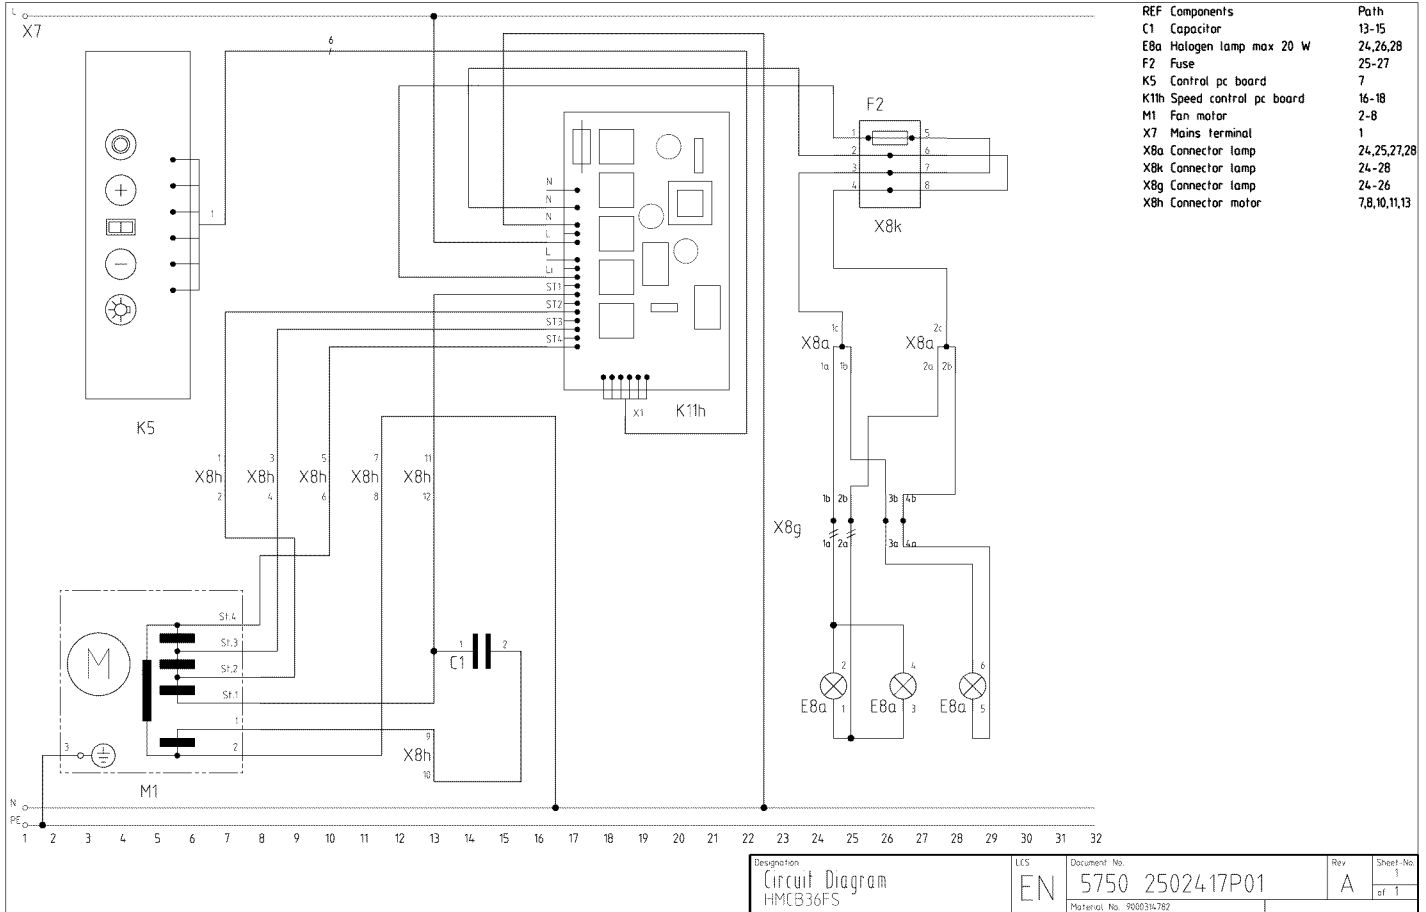 L
X7
6
1
K5
N
N
N
L
L
Li
ST1
ST2
ST3
ST4
X1
K11h
F2
1 5
2 6
3 7
4 8
X8k
1c 2c
X8a X8a
1a 1b 2a 2b
1 3 5 7 11
X8h X8h X8h X8h X8h
2 4 6 8 12
1b 2b 3b 4b
X8g
1a 2a 3a 4a
St.4
St.3
St.2
St.1
M
1
2
3
M1
1 2
C1
9
X8h
10
2 4 6
E8a E8a E8a
1 3 5
N
PE
1 2 3 4 5 6 7 8 9 10 11 12 13 14 15 16 17 18 19 20 21 22 23 24 25 26 27 28 29 30 31 32
REF Components Path
C1 Capacitor 13-15
E8a Halogen lamp max 20 W 24,26,28
F2 Fuse 25-27
K5 Control pc board 7
K11h Speed control pc board 16-18
M1 Fan motor 2-8
X7 Mains terminal 1
X8a Connector lamp 24,25,27,28
X8k Connector lamp 24-28
X8g Connector lamp 24-26
X8h Connector motor 7,8,10,11,13
Designation
Circuit Diagram
HMCB36FS
LCS
EN
Document No.
5750 2502417P01
Material No. 9000314782
Rev
A
Sheet-No.
1
of 1